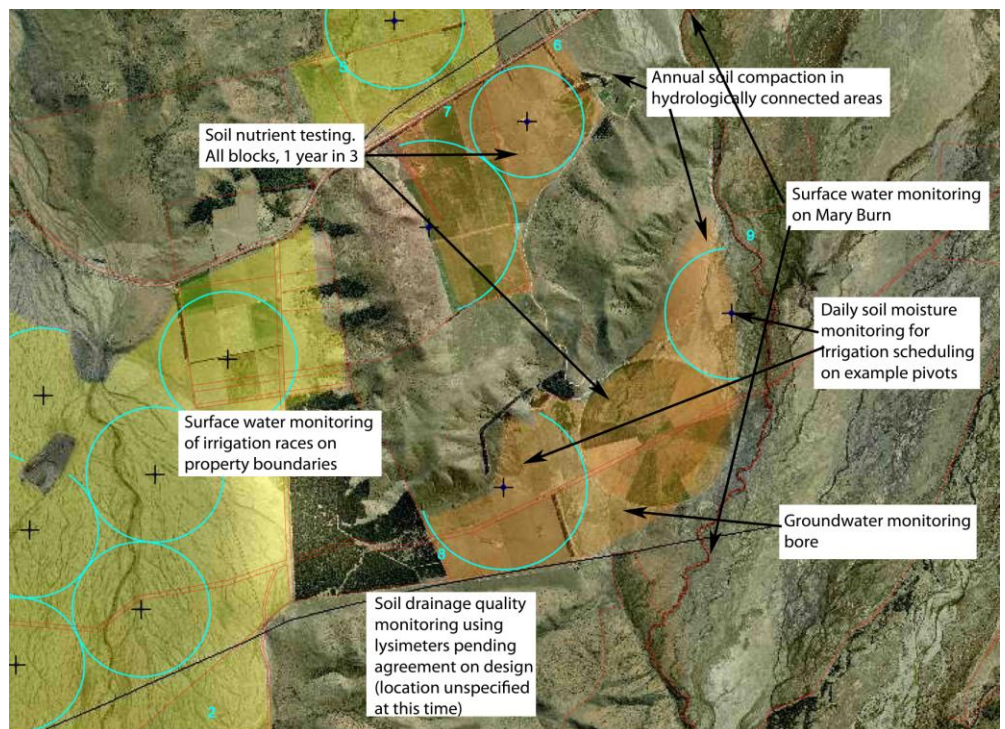 5
6
7
Annual soil compaction in
hydrologically connected areas
Soil nutrient testing.
All blocks, 1 year in 3
Surface water monitoring
on Mary Burn
9
Daily soil moisture
monitoring for
Irrigation scheduling
on example pivots
Surface water monitoring
of irrigation races on
property boundaries
Groundwater monitoring
bore
8
Soil drainage quality
monitoring using
lysimeters pending
agreement on design
(location unspecified
at this time)
2